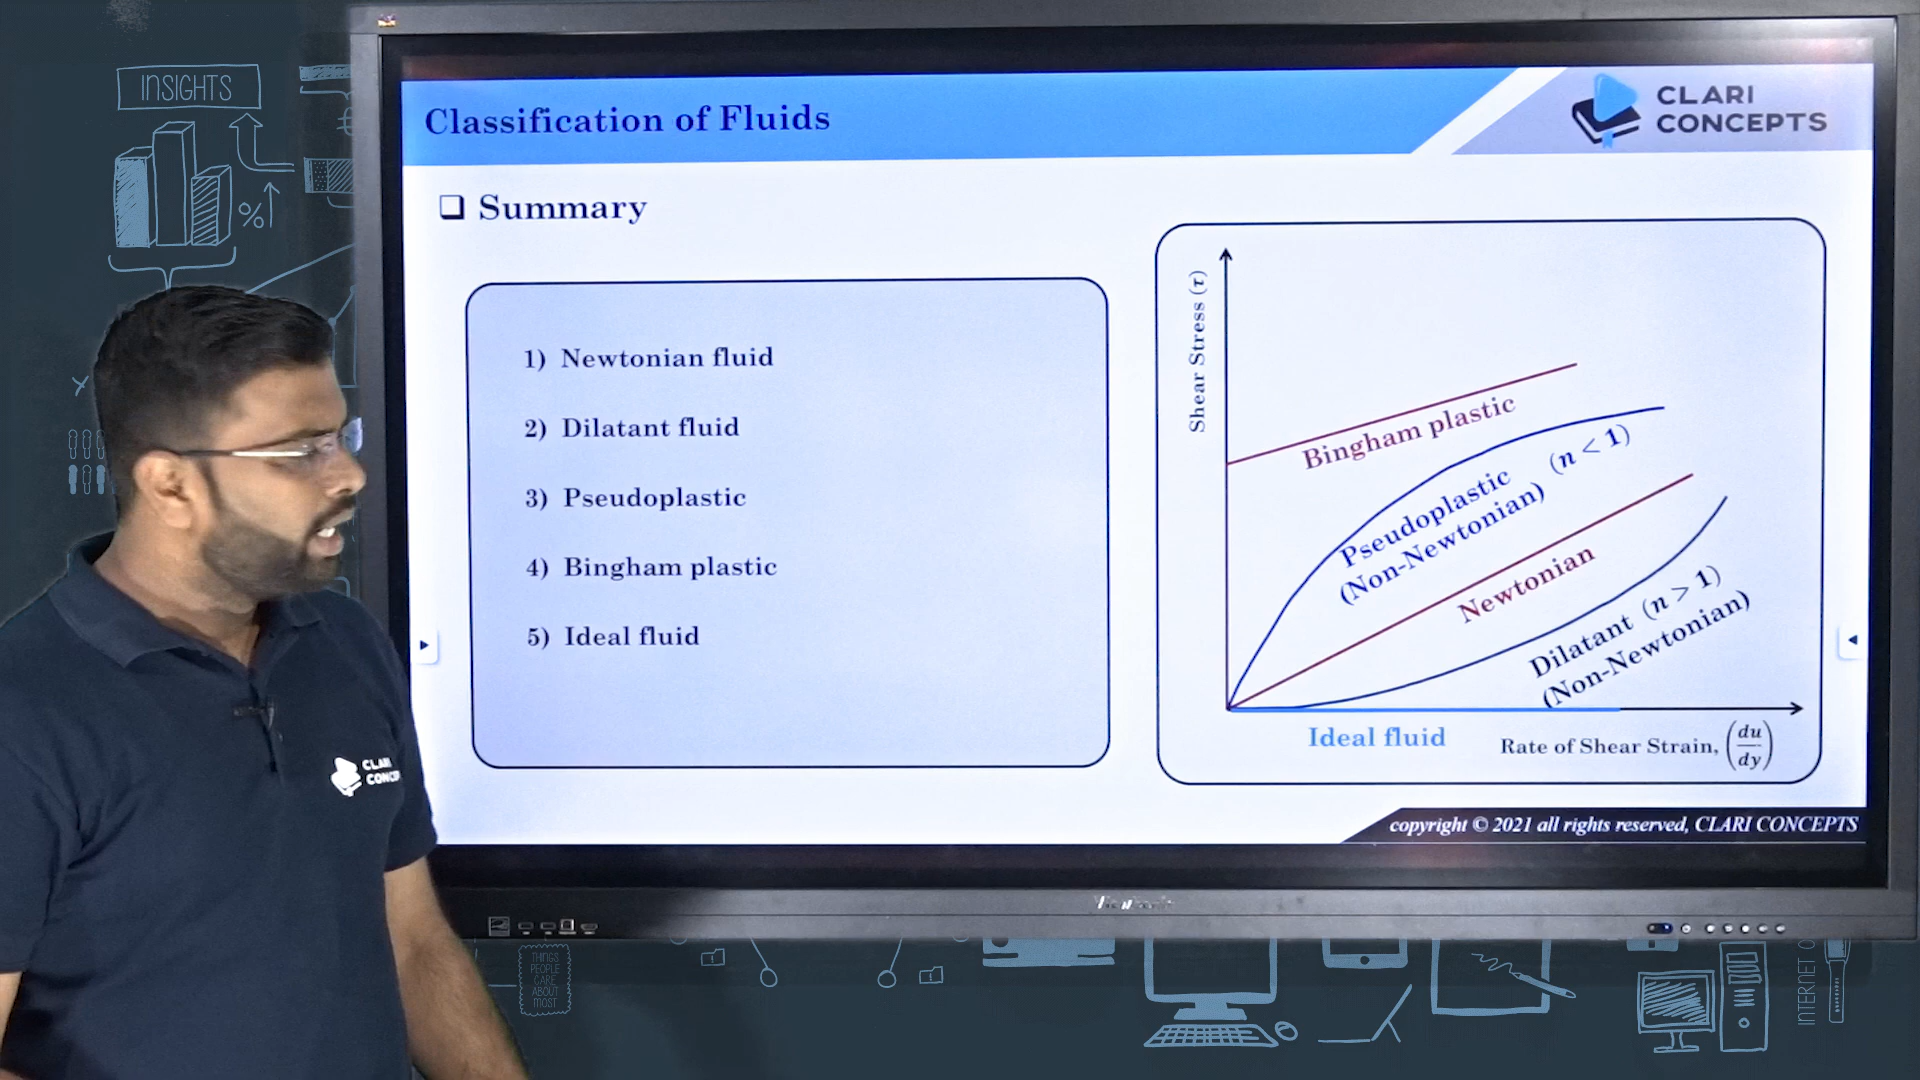 INSIGHTS
%
Classification of Fluids
CLARI
CONCEPTS
Summary
1) Newtonian fluid
2) Dilatant fluid
3) Pseudoplastic
4) Bingham plastic
5) Ideal fluid
Shear Stress (τ)
Bingham plastic
Pseudoplastic (n < 1)
(Non-Newtonian)
Newtonian
Dilatant (n > 1)
(Non-Newtonian)
Ideal fluid
Rate of Shear Strain, (du/dy)
copyright © 2021 all rights reserved, CLARI CONCEPTS
CLARI
THINGS
PEOPLE
CARE
ABOUT
MOST
INTERNET